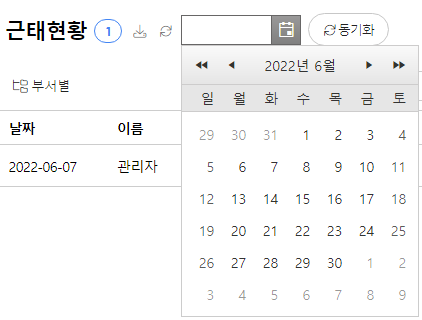 근태현황 1 동기화
2022년 6월
부서별
일 월 화 수 목 금 토
날짜 이름
29 30 31 1 2 3 4
2022-06-07 관리자
5 6 7 8 9 10 11
12 13 14 15 16 17 18
19 20 21 22 23 24 25
26 27 28 29 30 1 2
3 4 5 6 7 8 9